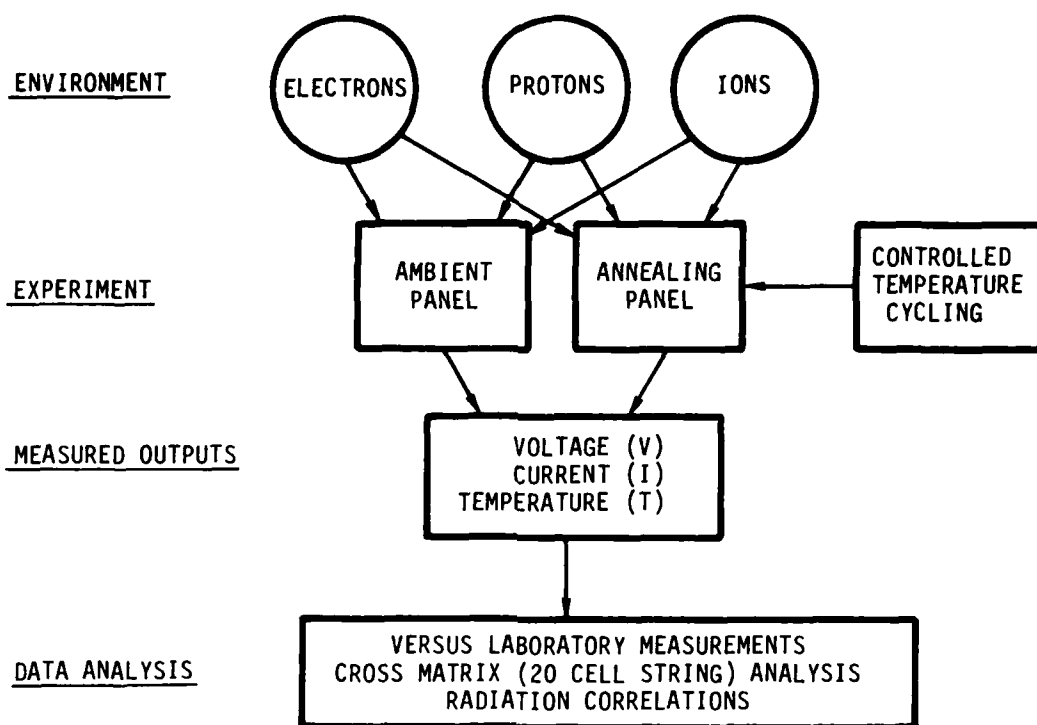 ENVIRONMENT
ELECTRONS
PROTONS
IONS
EXPERIMENT
AMBIENT
PANEL
ANNEALING
PANEL
CONTROLLED
TEMPERATURE
CYCLING
MEASURED OUTPUTS
VOLTAGE (V)
CURRENT (I)
TEMPERATURE (T)
DATA ANALYSIS
VERSUS LABORATORY MEASUREMENTS
CROSS MATRIX (20 CELL STRING) ANALYSIS
RADIATION CORRELATIONS